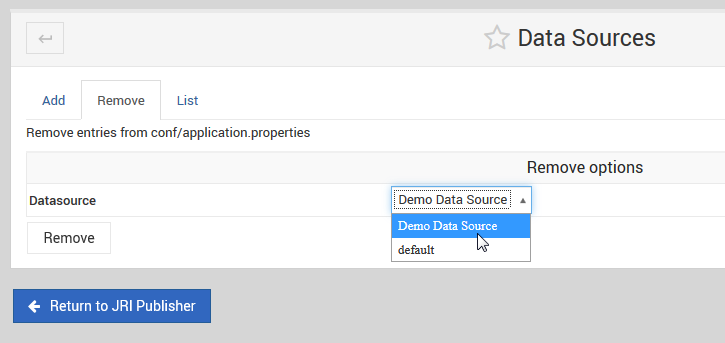 Data Sources
Add
Remove
List
Remove entries from conf/application.properties
Remove options
Datasource
Demo Data Source
Demo Data Source
default
Remove
Return to JRI Publisher